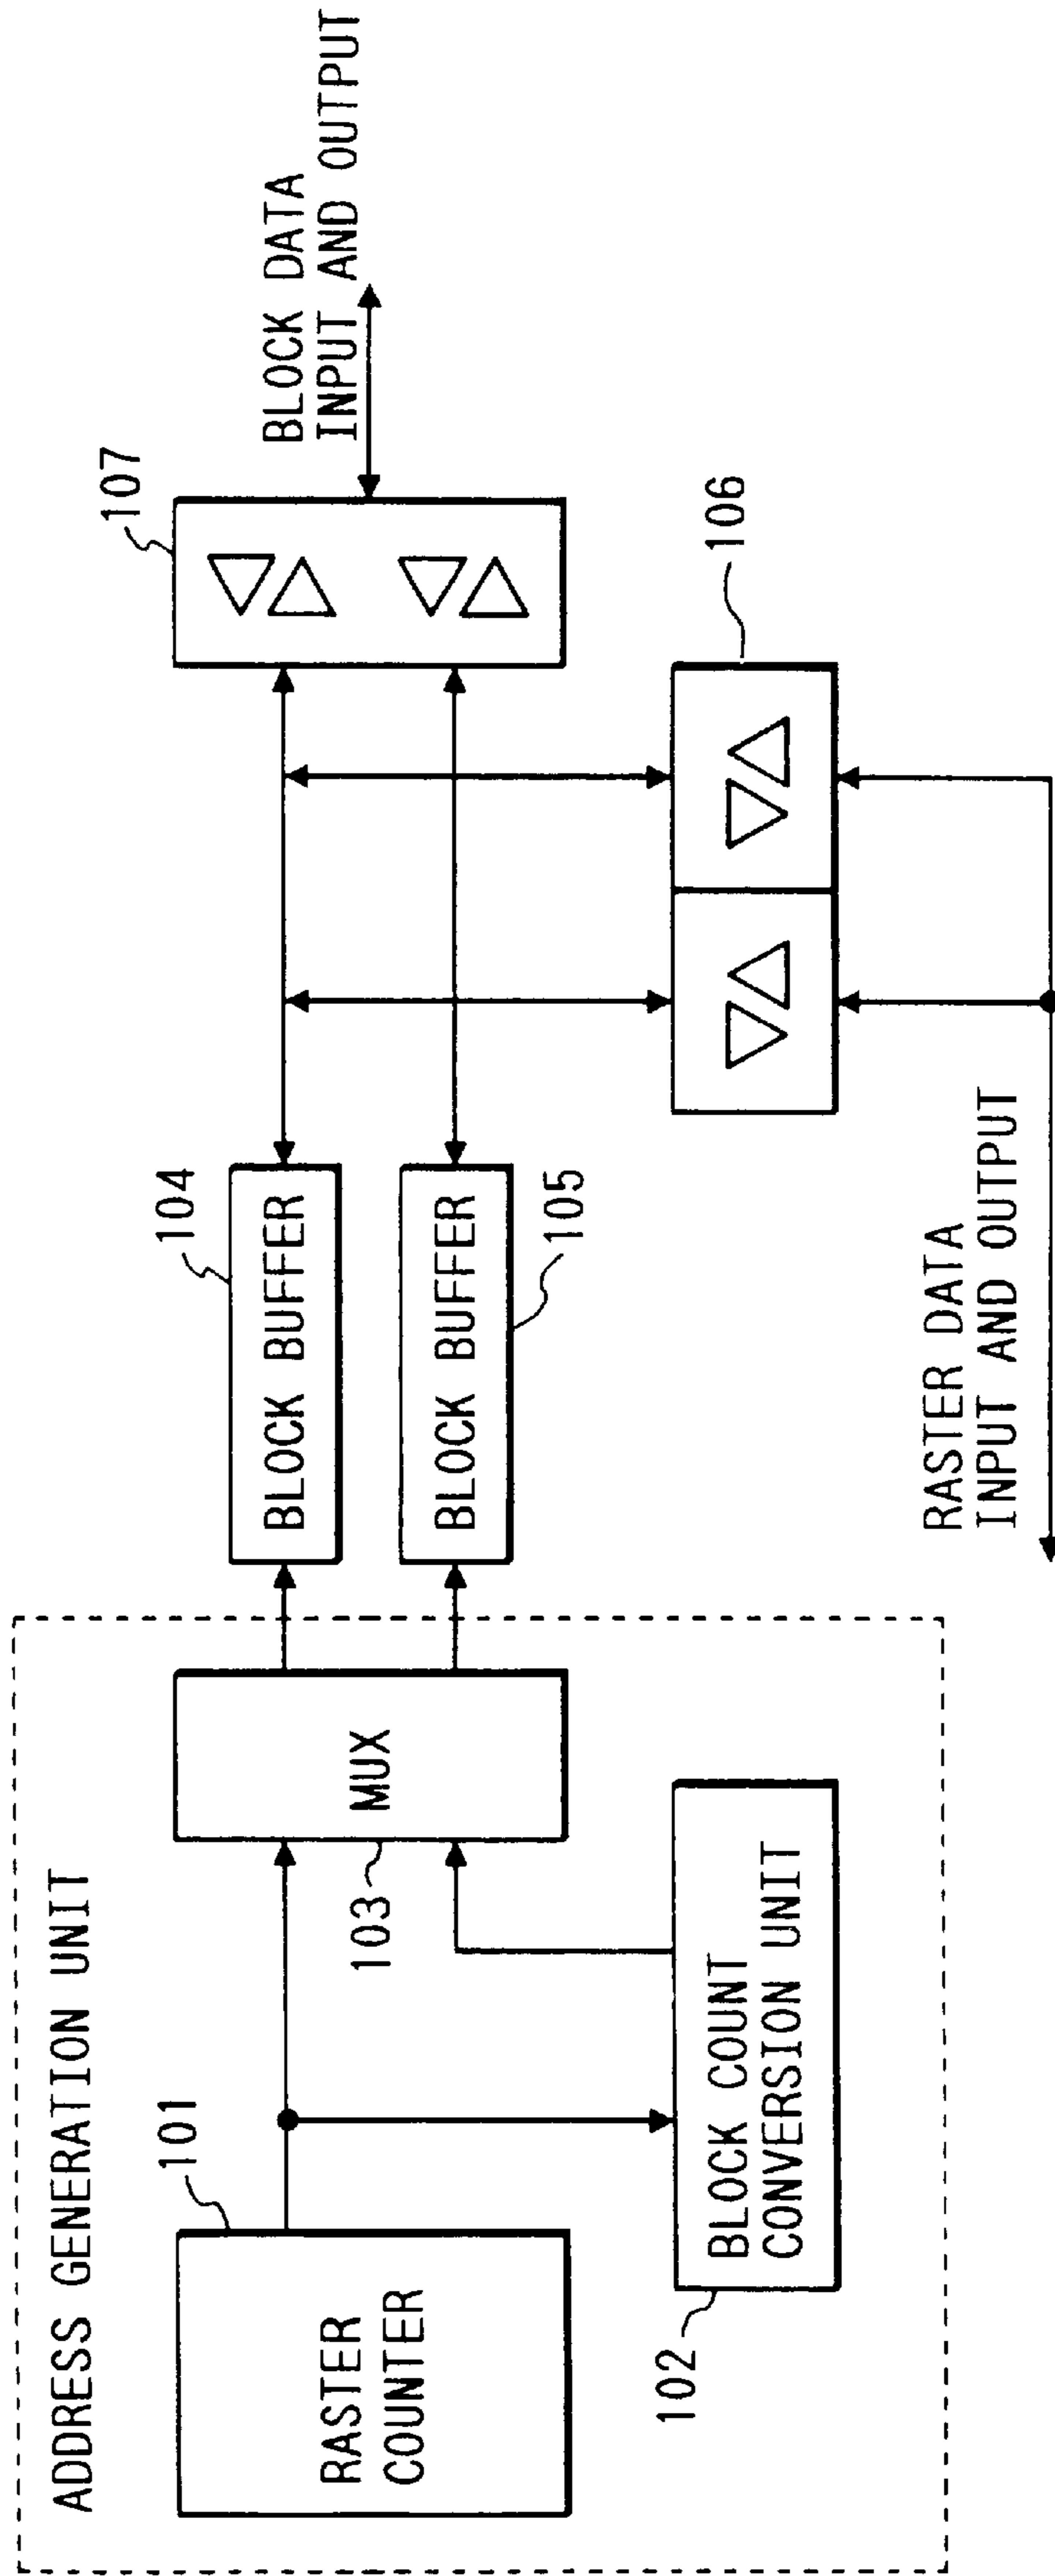 ADDRESS GENERATION UNIT
101
RASTER
COUNTER
102
BLOCK COUNT
CONVERSION UNIT
103
MUX
104
BLOCK BUFFER
BLOCK BUFFER
105
107
BLOCK DATA
INPUT AND OUTPUT
106
RASTER DATA
INPUT AND OUTPUT